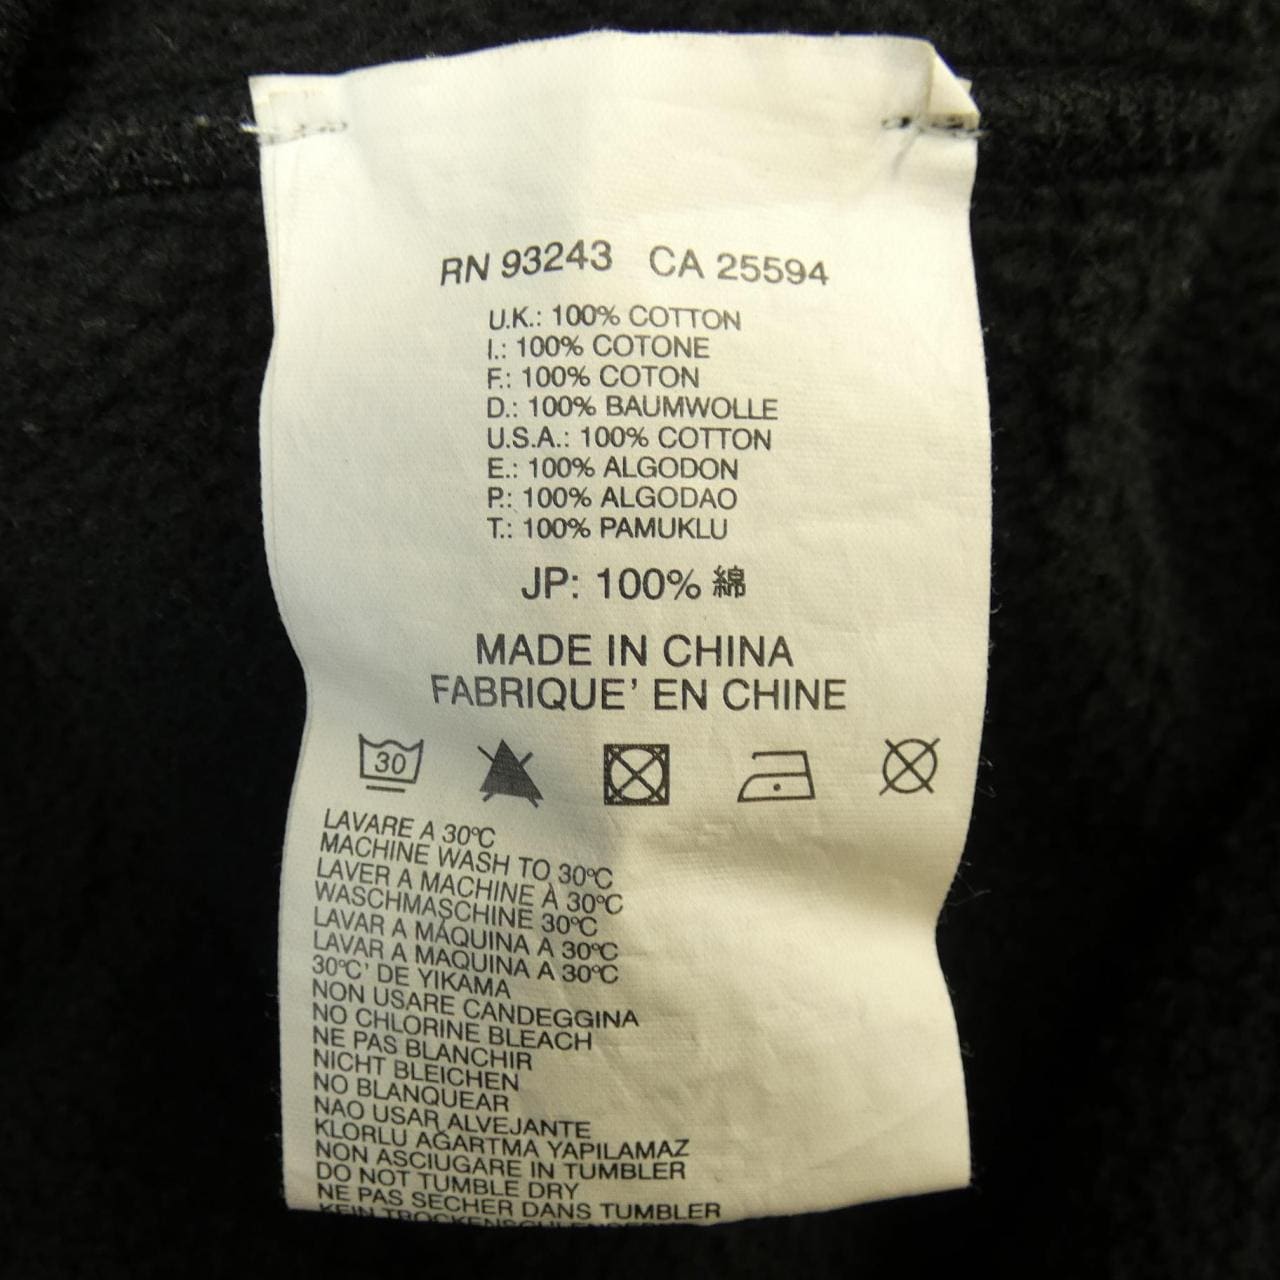 RN 93243 CA 25594
U.K.: 100% COTTON
I.: 100% COTONE
F.: 100% COTON
D.: 100% BAUMWOLLE
U.S.A.: 100% COTTON
E.: 100% ALGODON
P.: 100% ALGODAO
T.: 100% PAMUKLU
JP: 100% 綿
MADE IN CHINA
FABRIQUE' EN CHINE
30
LAVARE A 30°C
MACHINE WASH TO 30°C
LAVER A MACHINE À 30°C
WASCHMASCHINE 30°C
LAVAR A MÁQUINA A 30°C
LAVAR A MAQUINA A 30°C
30°C' DE YIKAMA
NON USARE CANDEGGINA
NO CHLORINE BLEACH
NE PAS BLANCHIR
NICHT BLEICHEN
NO BLANQUEAR
NAO USAR ALVEJANTE
KLORLU AĞARTMA YAPILAMAZ
NON ASCIUGARE IN TUMBLER
DO NOT TUMBLE DRY
NE PAS SECHER DANS TUMBLER
KEIN